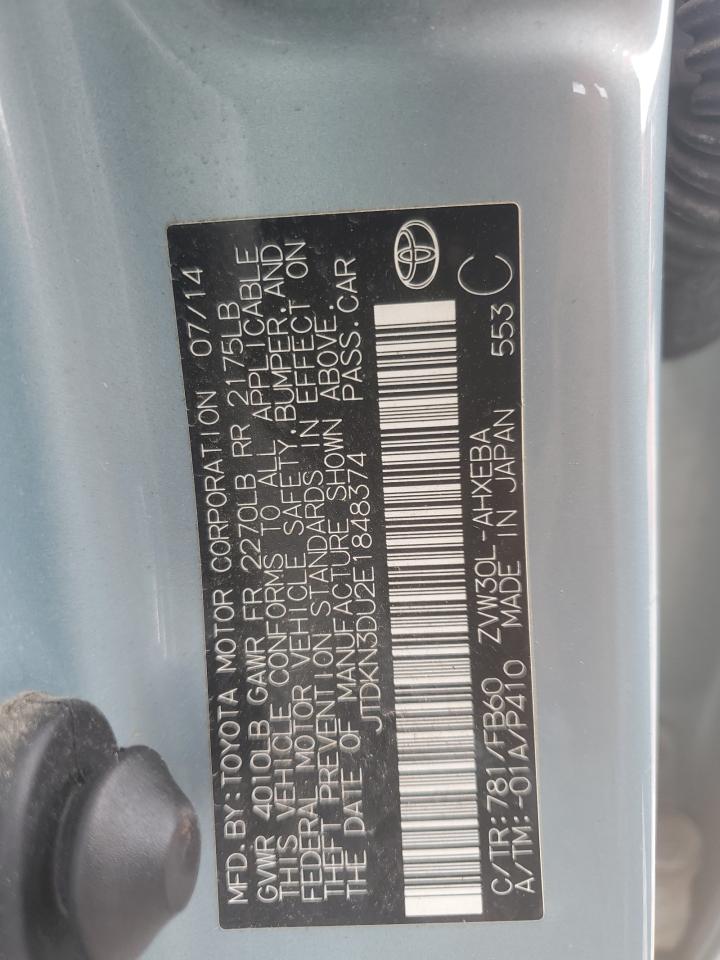 MFD. BY: TOYOTA MOTOR CORPORATION 07/14
GVWR 4010LB GAWR FR 2270LB RR 2175LB
THIS VEHICLE CONFORMS TO ALL APPLICABLE
FEDERAL MOTOR VEHICLE SAFETY, BUMPER, AND
THEFT PREVENTION STANDARDS IN EFFECT ON
THE DATE OF MANUFACTURE SHOWN ABOVE.
JTDKN3DU2E1848374 PASS. CAR
C/TR: 781/FB60 ZVW30L-AHXEBA
A/TM: -01A/P410 MADE IN JAPAN 553 C